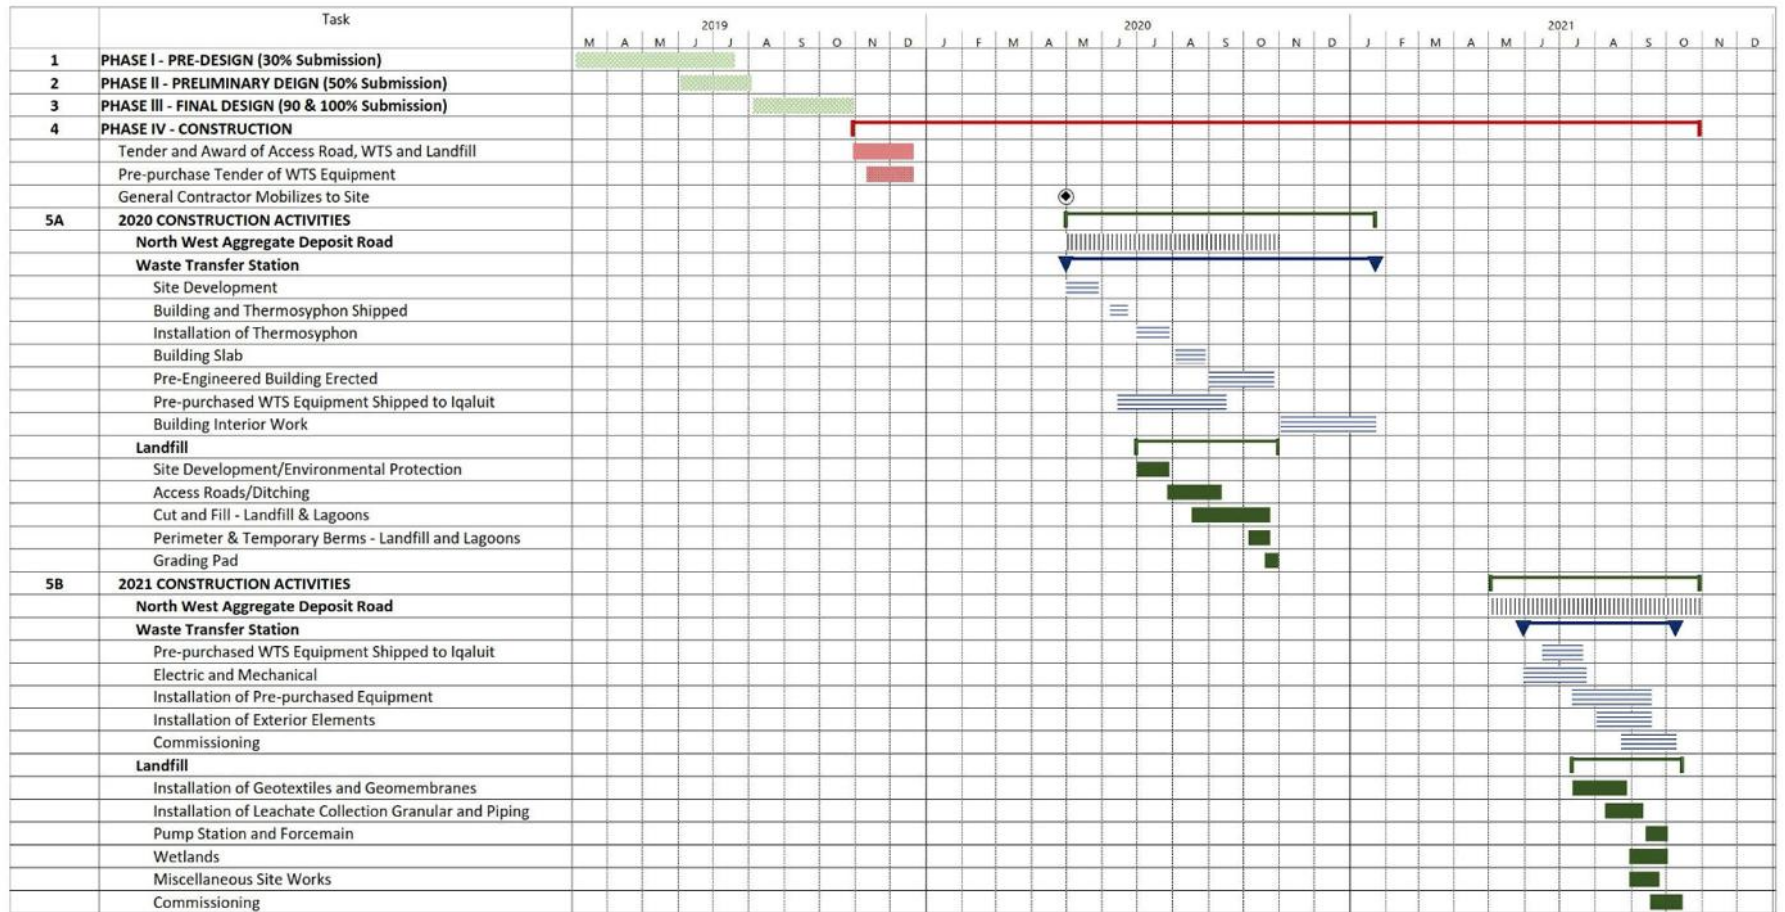 Task
2019 2020 2021
M A M J J A S O N D J F M A M J J A S O N D J F M A M J J A S O N D
1 PHASE l - PRE-DESIGN (30% Submission)
2 PHASE ll - PRELIMINARY DEIGN (50% Submission)
3 PHASE lll - FINAL DESIGN (90 & 100% Submission)
4 PHASE IV - CONSTRUCTION
Tender and Award of Access Road, WTS and Landfill
Pre-purchase Tender of WTS Equipment
General Contractor Mobilizes to Site
5A 2020 CONSTRUCTION ACTIVITIES
North West Aggregate Deposit Road
Waste Transfer Station
Site Development
Building and Thermosyphon Shipped
Installation of Thermosyphon
Building Slab
Pre-Engineered Building Erected
Pre-purchased WTS Equipment Shipped to Iqaluit
Building Interior Work
Landfill
Site Development/Environmental Protection
Access Roads/Ditching
Cut and Fill - Landfill & Lagoons
Perimeter & Temporary Berms - Landfill and Lagoons
Grading Pad
5B 2021 CONSTRUCTION ACTIVITIES
North West Aggregate Deposit Road
Waste Transfer Station
Pre-purchased WTS Equipment Shipped to Iqaluit
Electric and Mechanical
Installation of Pre-purchased Equipment
Installation of Exterior Elements
Commissioning
Landfill
Installation of Geotextiles and Geomembranes
Installation of Leachate Collection Granular and Piping
Pump Station and Forcemain
Wetlands
Miscellaneous Site Works
Commissioning